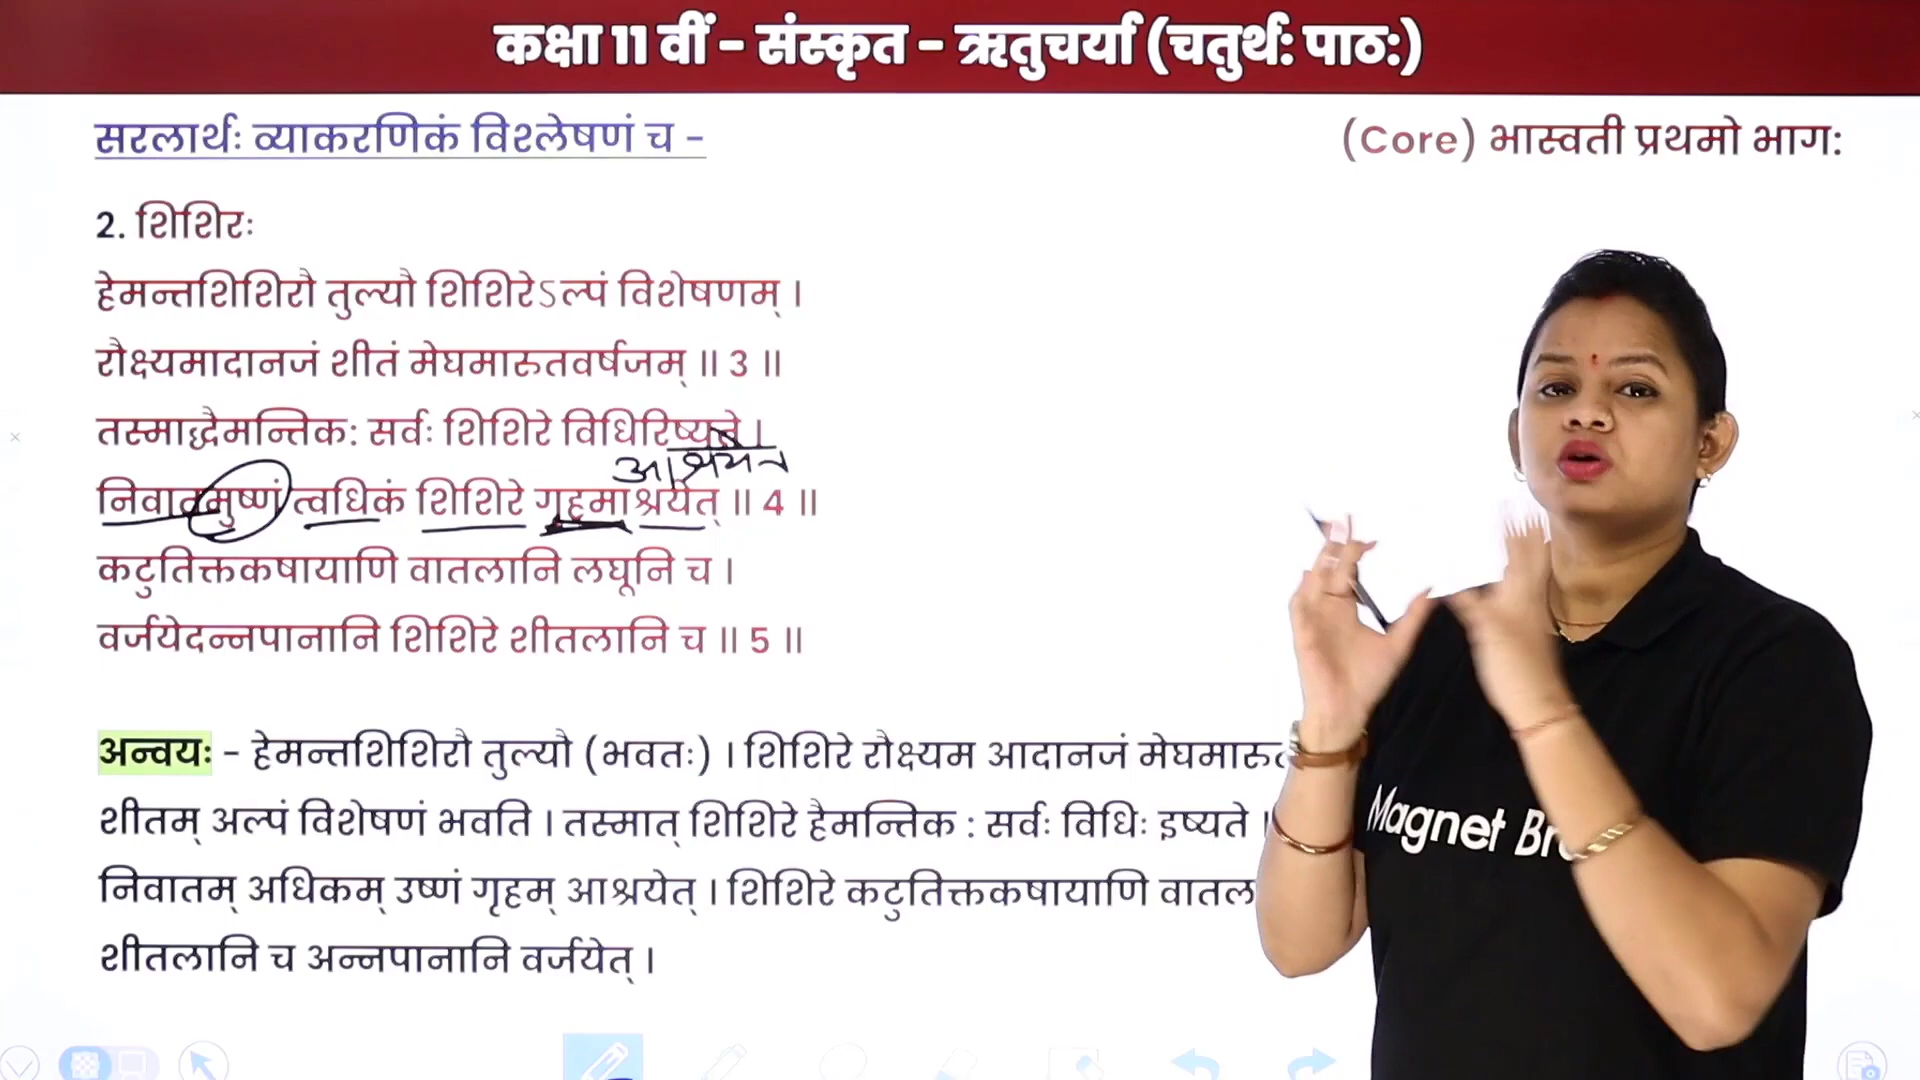 कक्षा 11 वीं - संस्कृत - ऋतुचर्या (चतुर्थ: पाठ:)
सरलार्थः व्याकरणिकं विश्लेषणं च -
(Core) भास्वती प्रथमो भाग:
2. शिशिरः
हेमन्तशिशिरौ तुल्यौ शिशिरेऽल्पं विशेषणम् ।
रौक्ष्यमादानजं शीतं मेघमारुतवर्षजम् ॥ 3 ॥
तस्माद्धैमन्तिक: सर्वः शिशिरे विधिरिष्यते ।
आश्रयेत
निवातमुष्णं त्वधिकं शिशिरे गृहमाश्रयेत् ॥ 4 ॥
कटुतिक्तकषायाणि वातलानि लघूनि च ।
वर्जयेदन्नपानानि शिशिरे शीतलानि च ॥ 5 ॥
अन्वयः - हेमन्तशिशिरौ तुल्यौ (भवतः) । शिशिरे रौक्ष्यम आदानजं
शीतम् अल्पं विशेषणं भवति । तस्मात् शिशिरे हैमन्तिक : सर्वः विधिः इष्यते ।
निवातम् अधिकम् उष्णं गृहम् आश्रयेत् । शिशिरे कटुतिक्तकषायाणि
शीतलानि च अन्नपानानि वर्जयेत् ।
Magnet